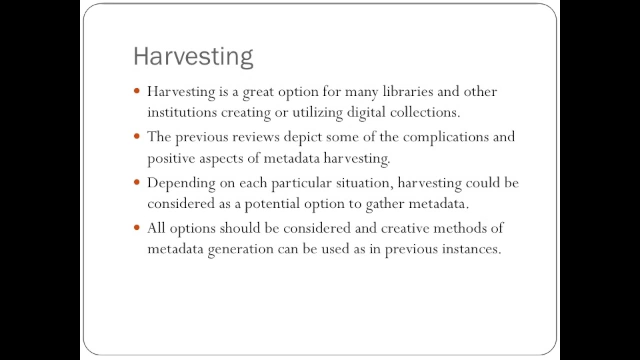 Harvesting
Harvesting is a great option for many libraries and other
institutions creating or utilizing digital collections.
The previous reviews depict some of the complications and
positive aspects of metadata harvesting.
Depending on each particular situation, harvesting could be
considered as a potential option to gather metadata.
All options should be considered and creative methods of
metadata generation can be used as in previous instances.